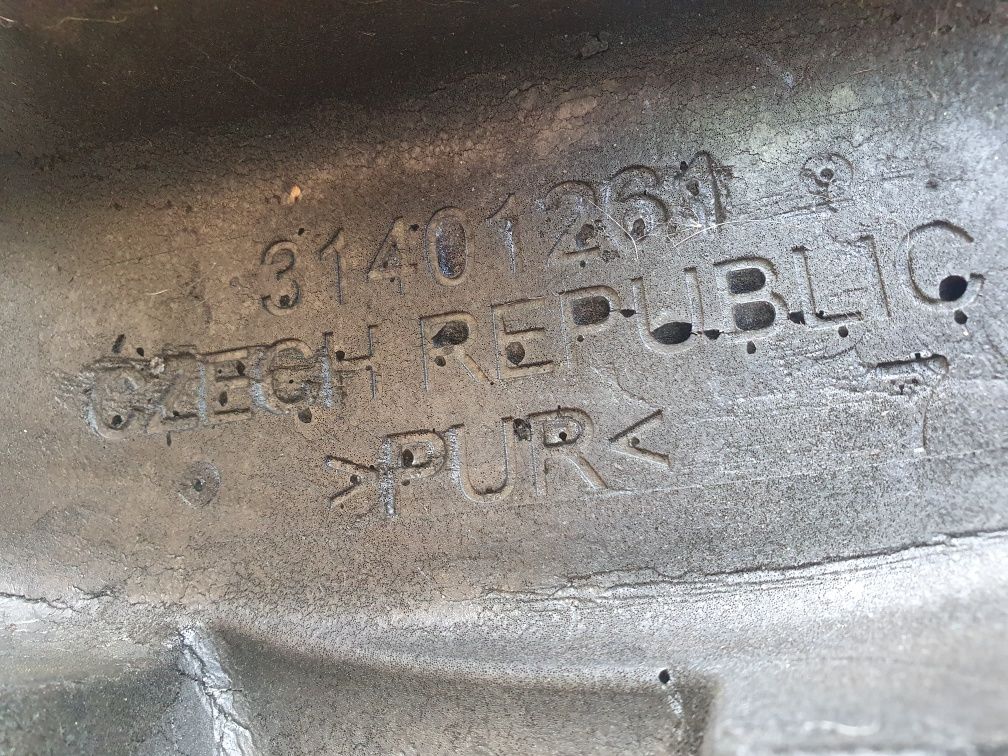 31401261
CZECH REPUBLIC
>PUR<